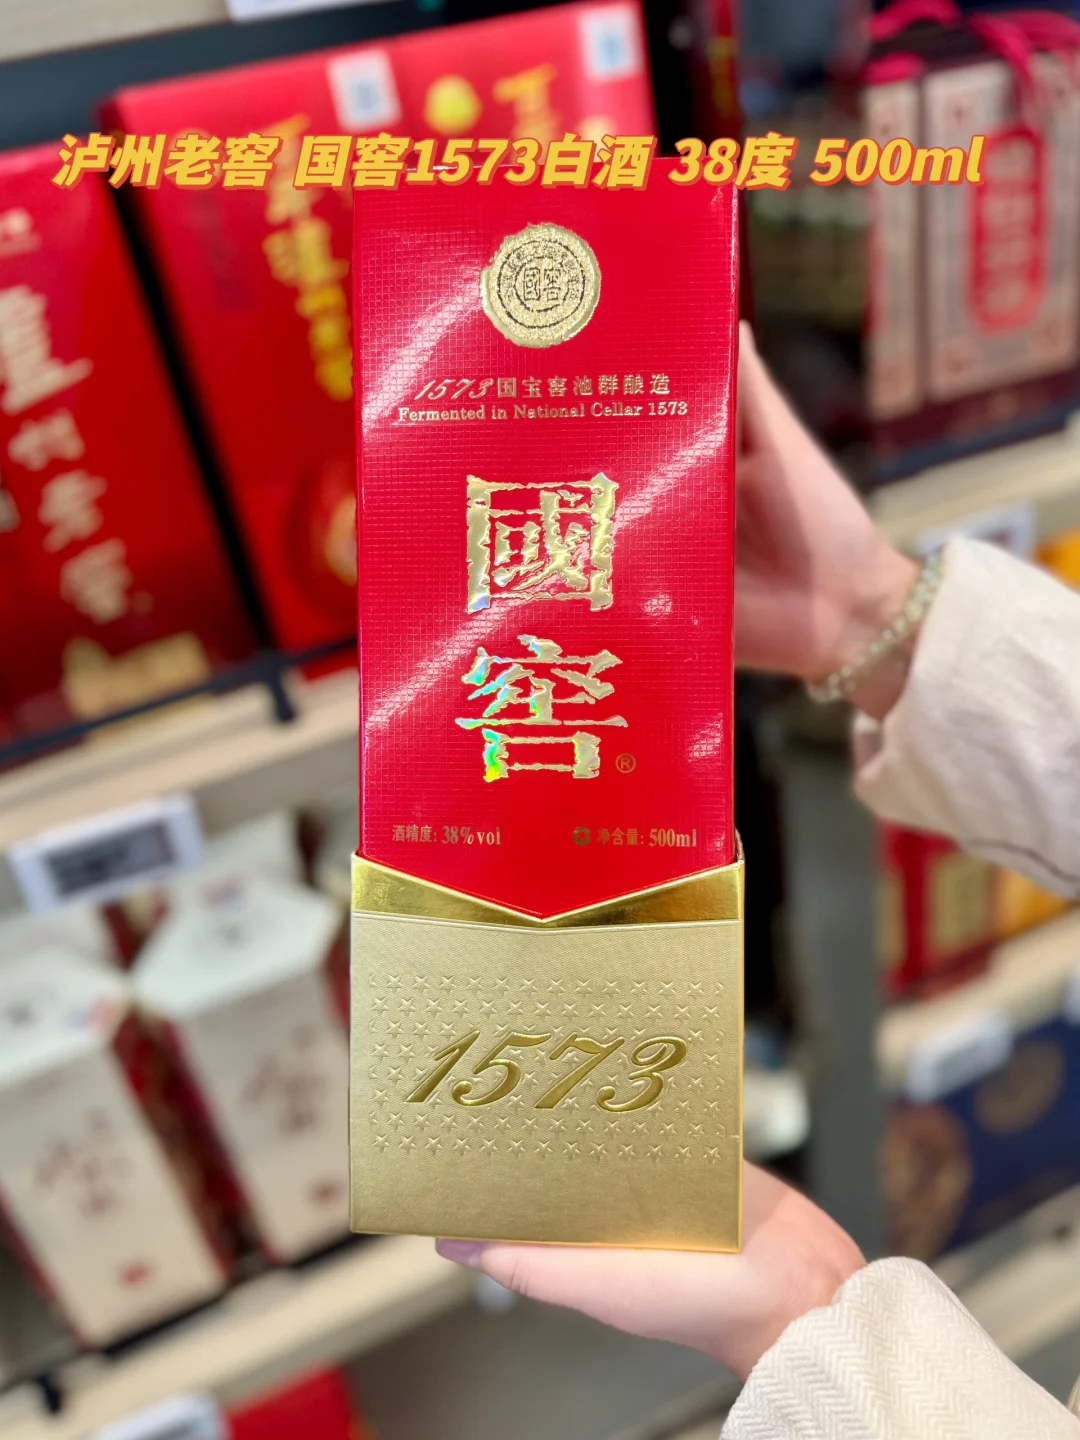 泸州老窖 国窖1573白酒 38度 500ml
國窖
1573国宝窖池群酿造
Fermented in National Cellar 1573
國
窖®
酒精度: 38%vol 净含量: 500ml
1573